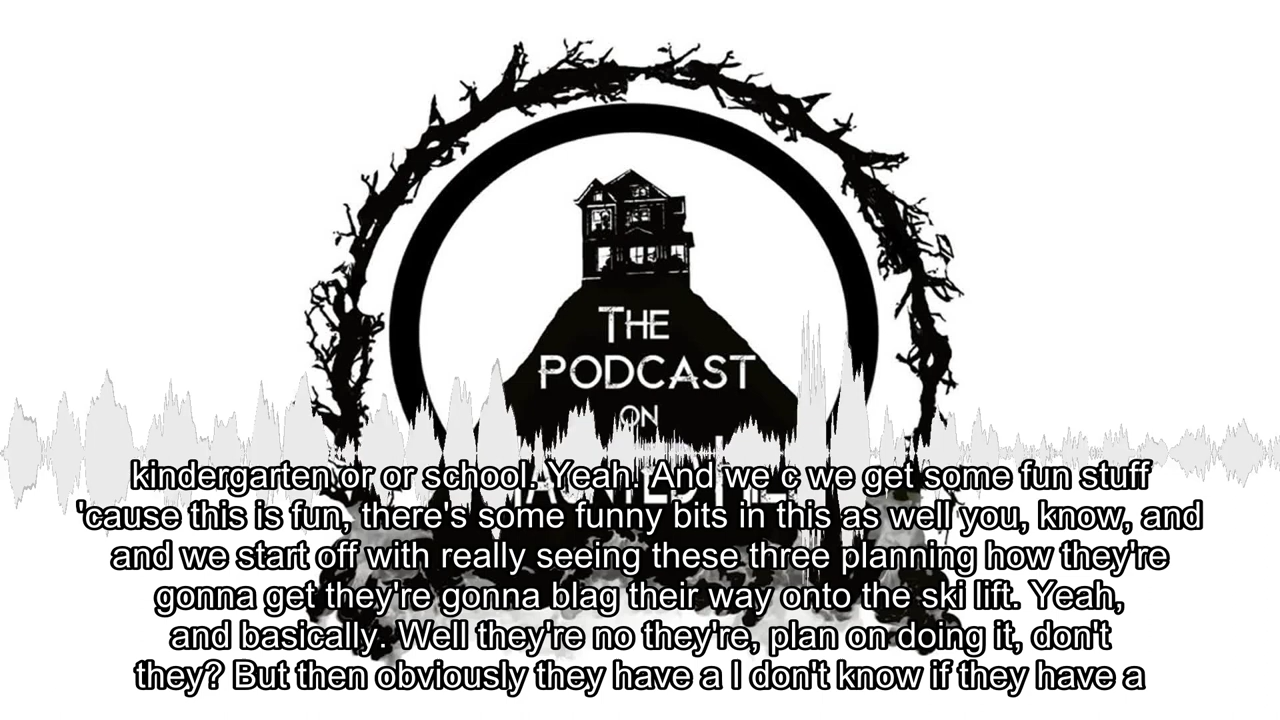 THE
PODCAST
ON
kindergarten or or school. Yeah. And we c we get some fun stuff
'cause this is fun, there's some funny bits in this as well you, know, and
and we start off with really seeing these three planning how they're
gonna get they're gonna blag their way onto the ski lift. Yeah,
and basically. Well they're no they're, plan on doing it, don't
they? But then obviously they have a I don't know if they have a